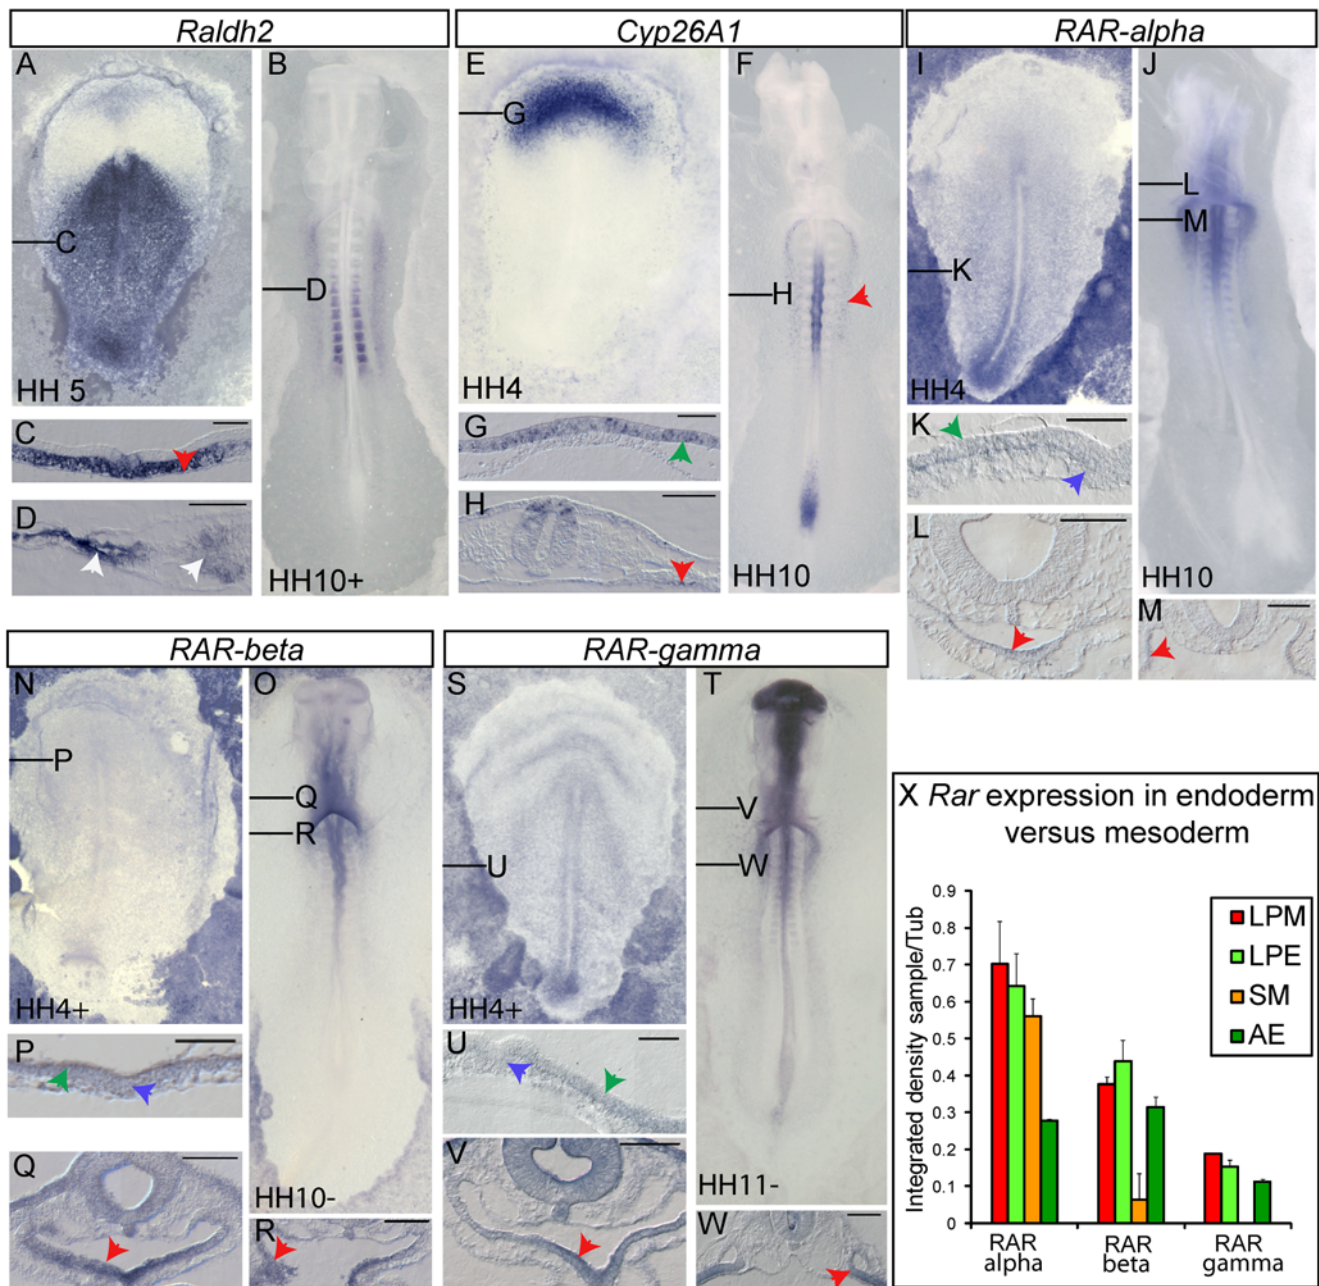 Raldh2
Cyp26A1
RAR-alpha
A
B
C
HH 5
D
HH10+
C
D
E
G
HH4
F
H
HH10
G
H
I
K
HH4
J
L
M
HH10
K
L
M
RAR-beta
RAR-gamma
N
P
HH4+
O
Q
R
HH10-
P
Q
R
S
U
HH4+
T
V
W
HH11-
U
V
W
X Rar expression in endoderm
versus mesoderm
Integrated density sample/Tub
0.9
0.8
0.7
0.6
0.5
0.4
0.3
0.2
0.1
0
RAR
alpha
RAR
beta
RAR
gamma
LPM
LPE
SM
AE